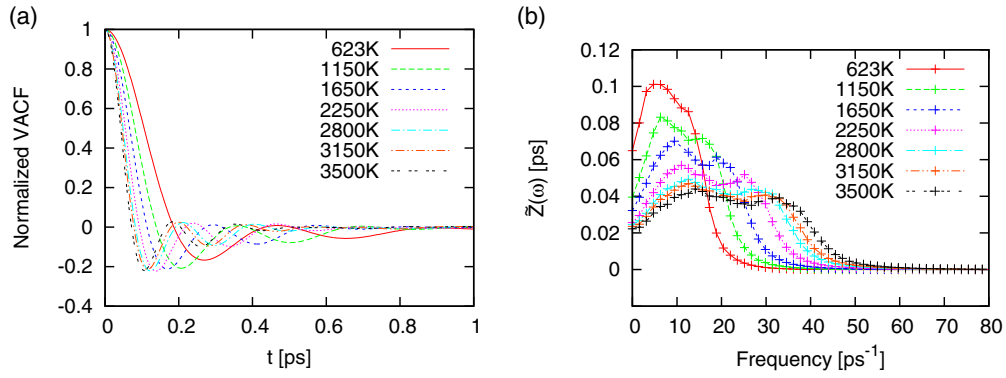 (a)
Normalized VACF
1
0.8
0.6
0.4
0.2
0
-0.2
-0.4
0
0.2
0.4
0.6
0.8
1
t [ps]
623K
1150K
1650K
2250K
2800K
3150K
3500K
(b)
Z̃(ω) [ps]
0.12
0.1
0.08
0.06
0.04
0.02
0
0
10
20
30
40
50
60
70
80
Frequency [ps⁻¹]
623K
1150K
1650K
2250K
2800K
3150K
3500K